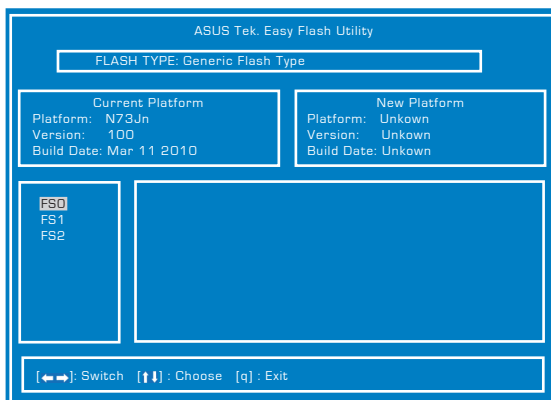 ASUS Tek. Easy Flash Utility
FLASH TYPE: Generic Flash Type
Current Platform
Platform: N73Jn
Version: 100
Build Date: Mar 11 2010
New Platform
Platform: Unkown
Version: Unkown
Build Date: Unkown
FS0
FS1
FS2
[←→]: Switch [↑↓] : Choose [q] : Exit